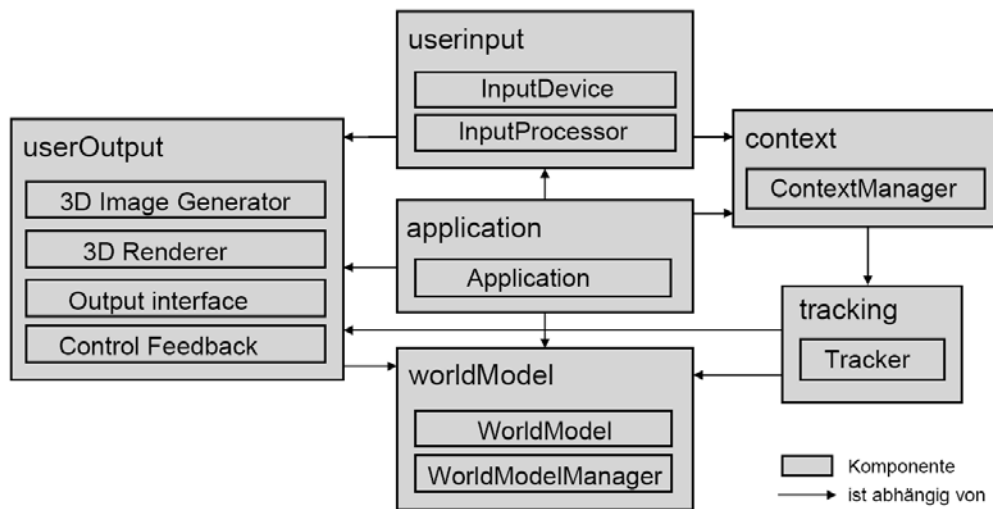 userinput
InputDevice
InputProcessor
userOutput
3D Image Generator
3D Renderer
Output interface
Control Feedback
context
ContextManager
application
Application
tracking
Tracker
worldModel
WorldModel
WorldModelManager
Komponente
ist abhängig von